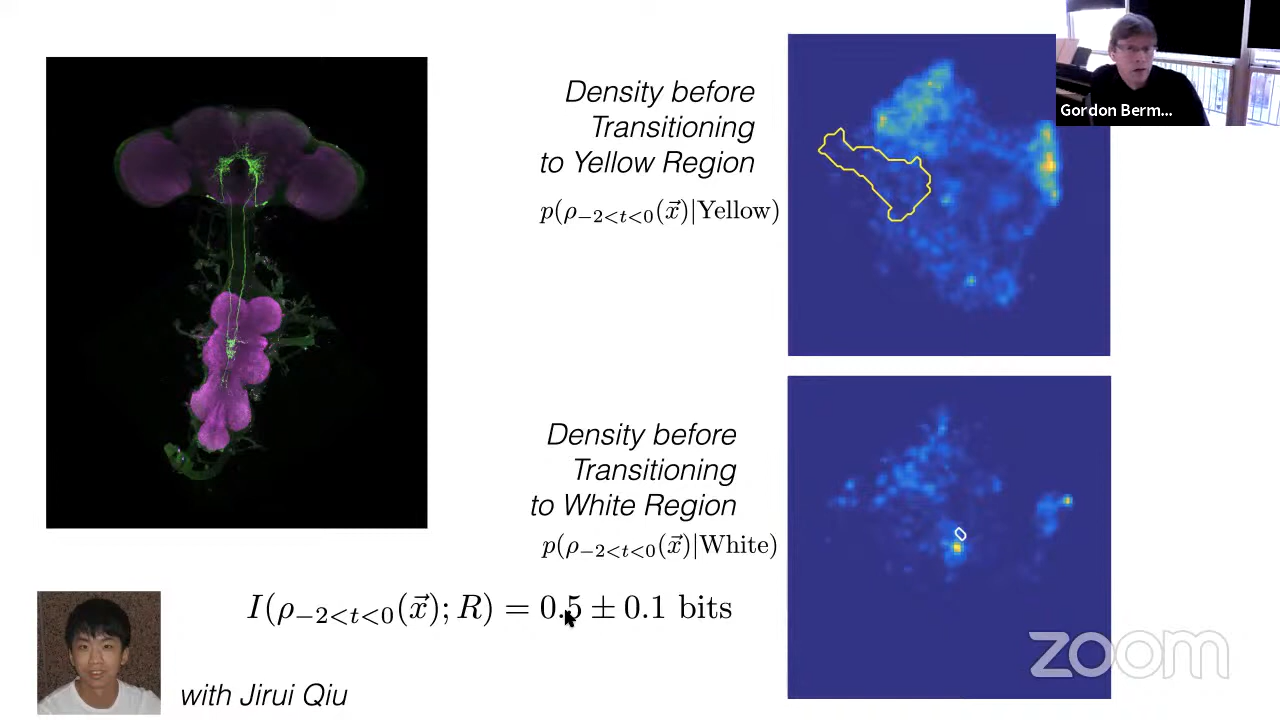 Density before
Transitioning
to Yellow Region
p(ρ₋₂<t<₀(x⃗)|Yellow)
Gordon Berm...
Density before
Transitioning
to White Region
p(ρ₋₂<t<₀(x⃗)|White)
I(ρ₋₂<t<₀(x⃗); R) = 0.5 ± 0.1 bits
with Jirui Qiu
zoom